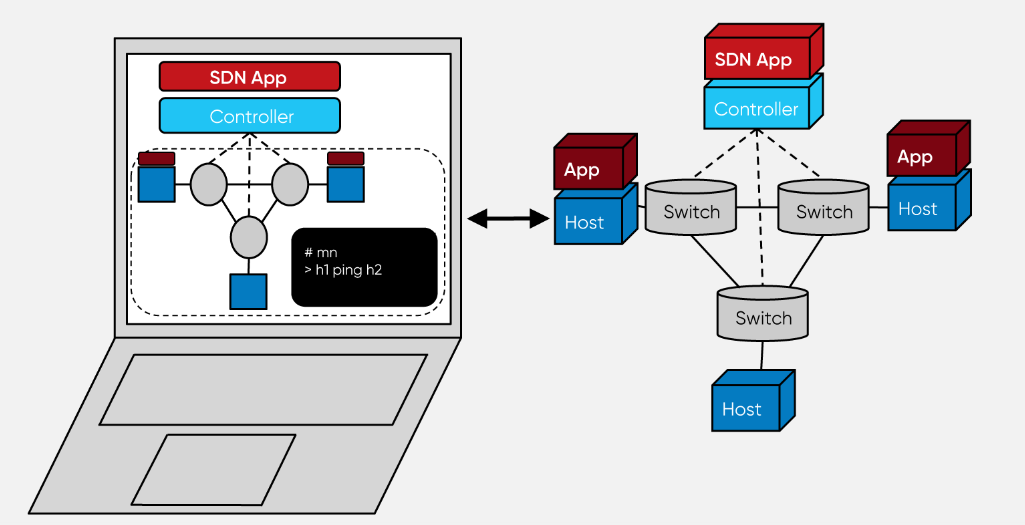 SDN App
Controller
# mn
> h1 ping h2
SDN App
Controller
App
Host
Switch
Switch
App
Host
Switch
Host